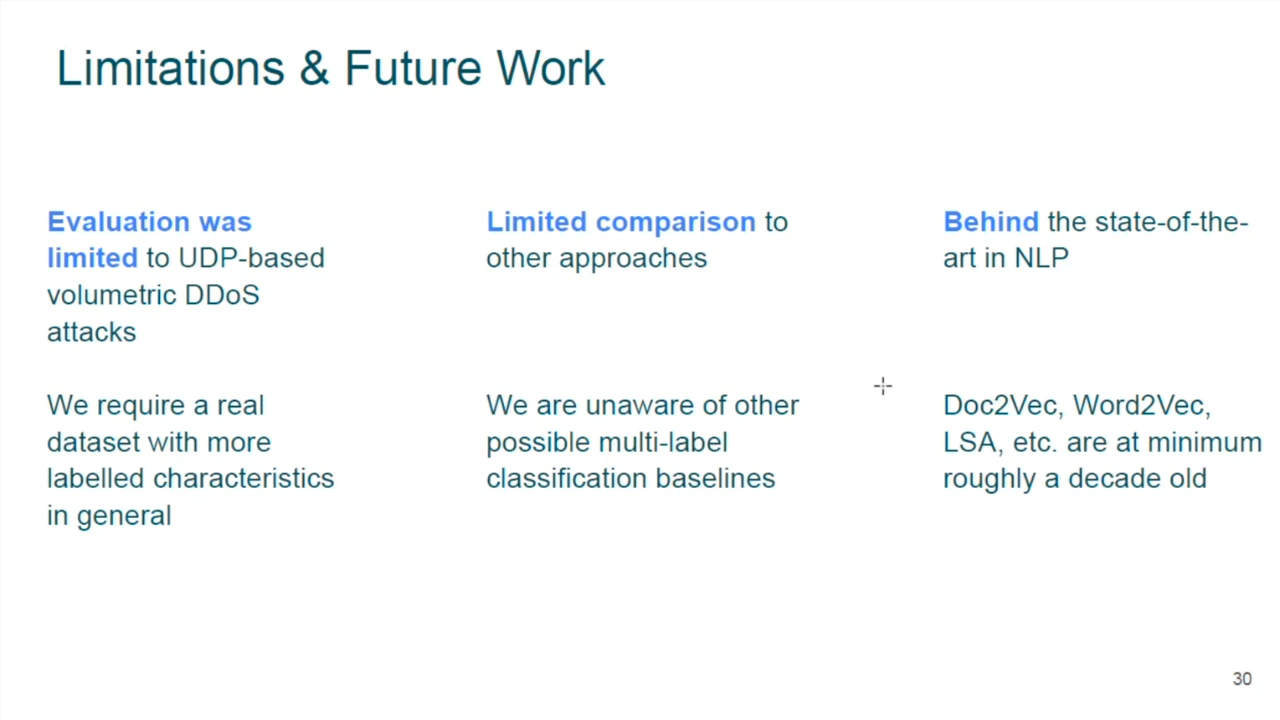 Limitations & Future Work
Evaluation was
limited to UDP-based
volumetric DDoS
attacks
We require a real
dataset with more
labelled characteristics
in general
Limited comparison to
other approaches
We are unaware of other
possible multi-label
classification baselines
Behind the state-of-the-
art in NLP
Doc2Vec, Word2Vec,
LSA, etc. are at minimum
roughly a decade old
30